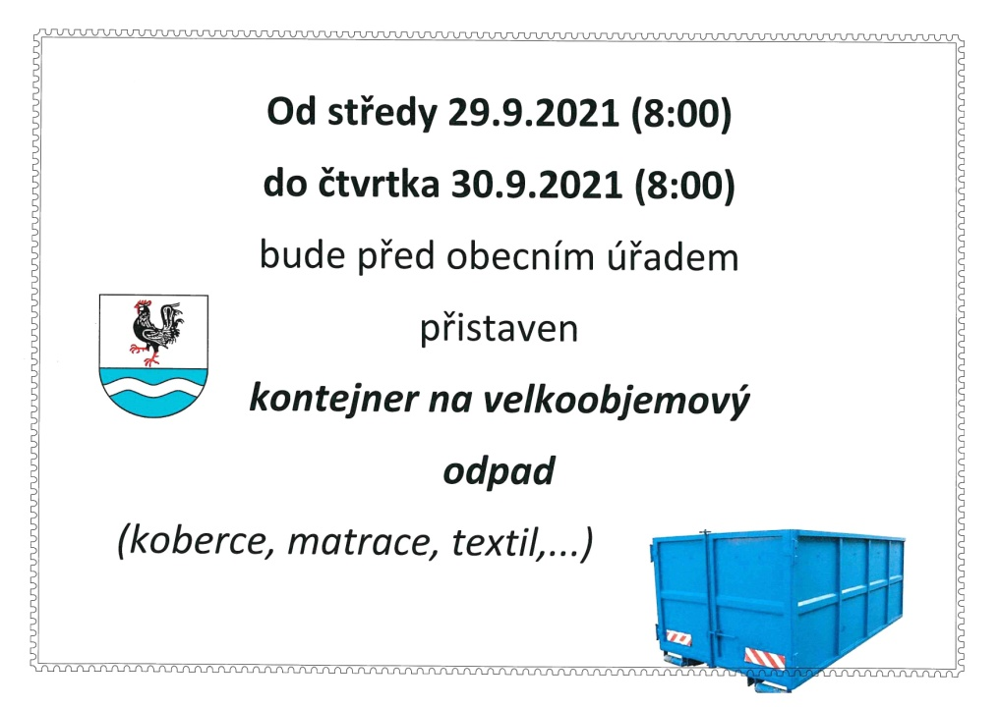 Od středy 29.9.2021 (8:00)
do čtvrtka 30.9.2021 (8:00)
bude před obecním úřadem
přistaven
kontejner na velkoobjemový
odpad
(koberce, matrace, textil,...)